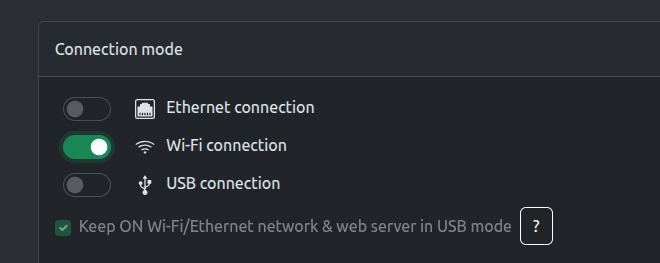 Connection mode
Ethernet connection
Wi-Fi connection
USB connection
Keep ON Wi-Fi/Ethernet network & web server in USB mode ?